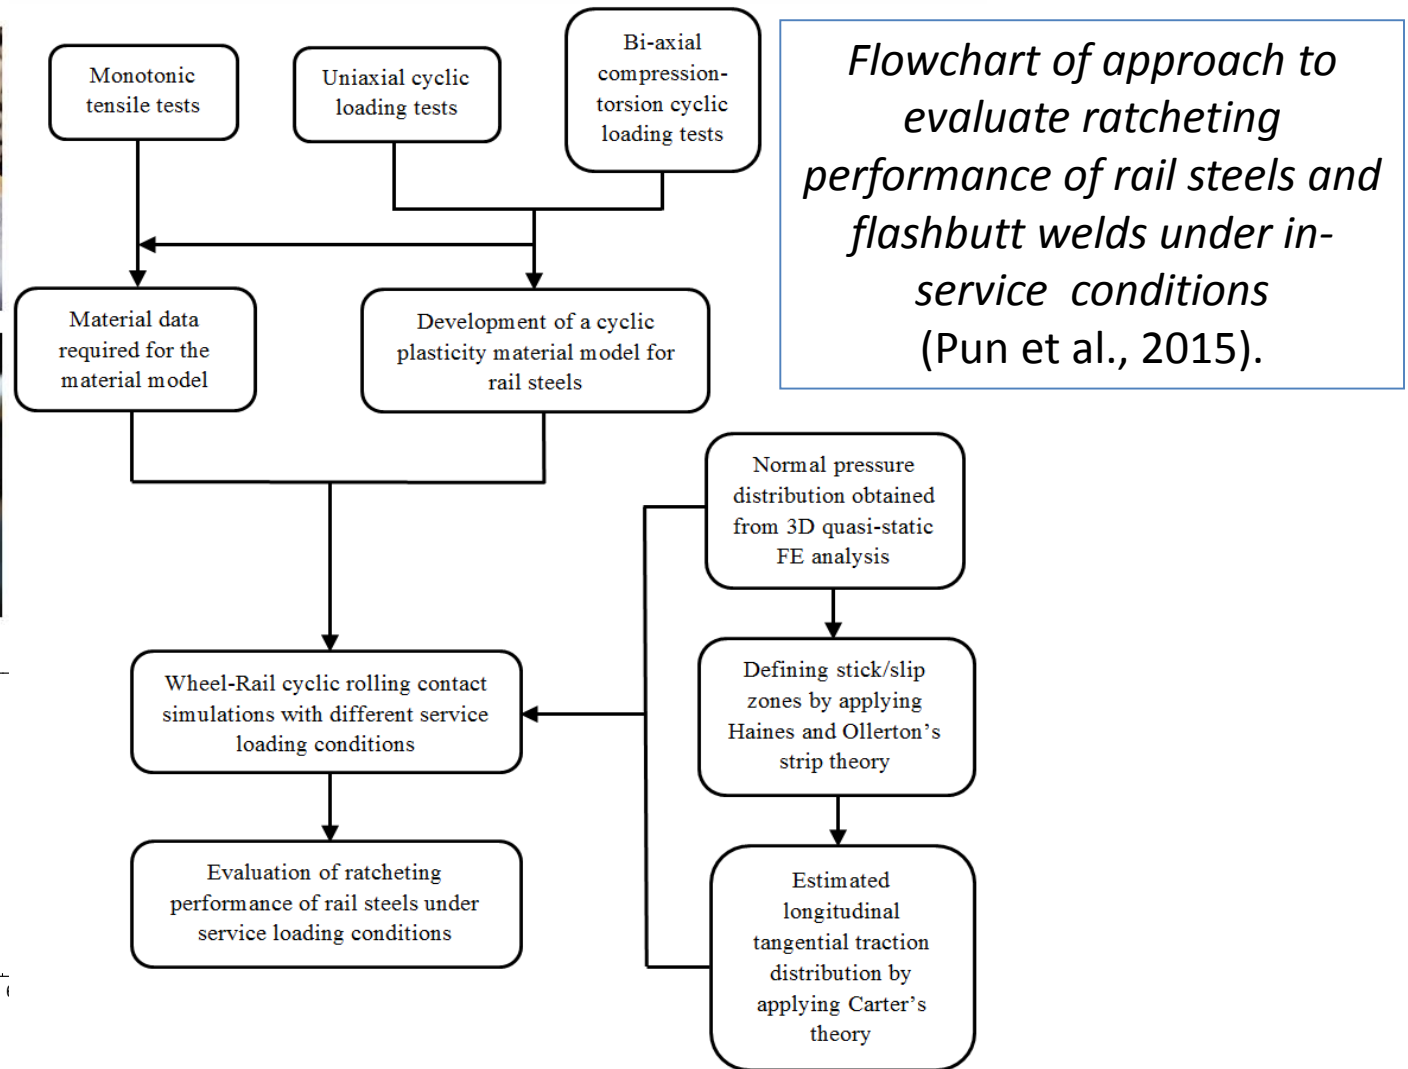 Monotonic
tensile tests
Uniaxial cyclic
loading tests
Bi-axial
compression-
torsion cyclic
loading tests
Flowchart of approach to
evaluate ratcheting
performance of rail steels and
flashbutt welds under in-
service conditions
(Pun et al., 2015).
Material data
required for the
material model
Development of a cyclic
plasticity material model for
rail steels
Normal pressure
distribution obtained
from 3D quasi-static
FE analysis
Wheel-Rail cyclic rolling contact
simulations with different service
loading conditions
Defining stick/slip
zones by applying
Haines and Ollerton’s
strip theory
Evaluation of ratcheting
performance of rail steels under
service loading conditions
Estimated
longitudinal
tangential traction
distribution by
applying Carter’s
theory